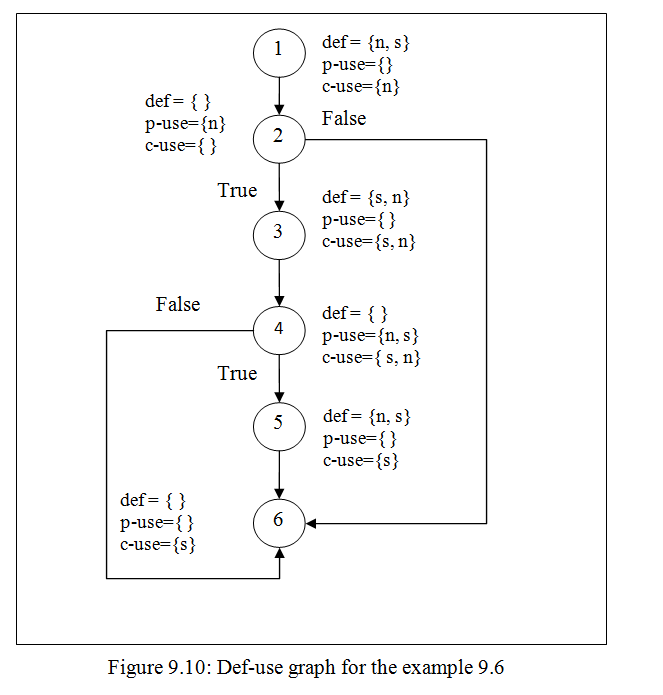 1
def= {n, s}
p-use={}
c-use={n}
def= { }
p-use={n}
c-use={ }
2
False
True
3
def= {s, n}
p-use={ }
c-use={s, n}
False
4
def= { }
p-use={n, s}
c-use={ s, n}
True
5
def= {n, s}
p-use={ }
c-use={s}
def= { }
p-use={ }
c-use={s}
6
Figure 9.10: Def-use graph for the example 9.6